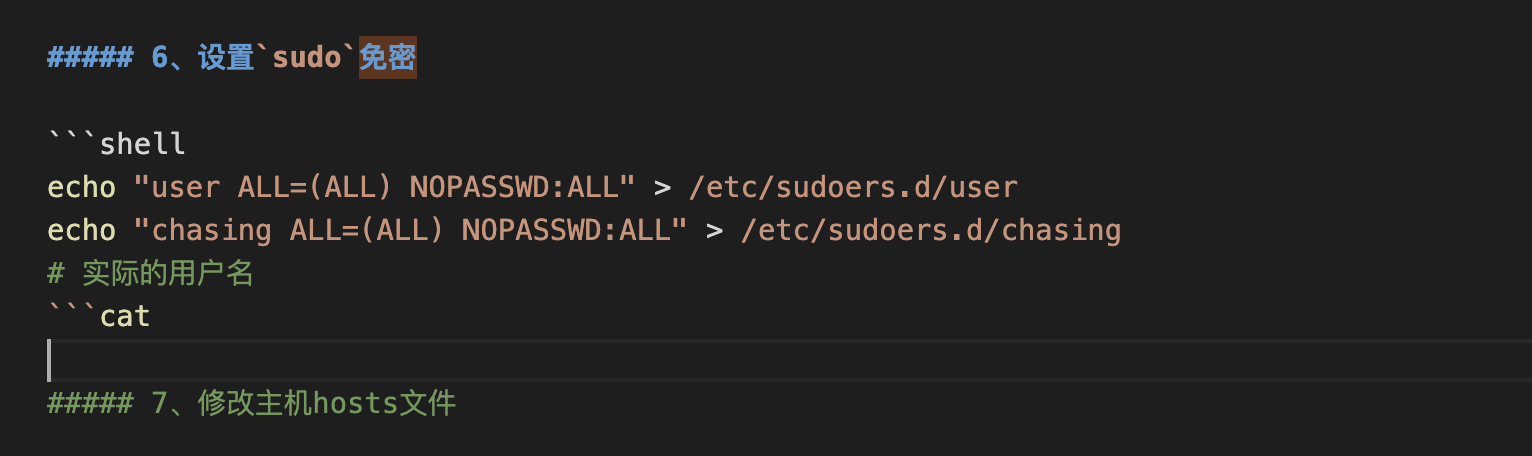 ##### 6、设置`sudo`免密
```shell
echo "user ALL=(ALL) NOPASSWD:ALL" > /etc/sudoers.d/user
echo "chasing ALL=(ALL) NOPASSWD:ALL" > /etc/sudoers.d/chasing
# 实际的用户名
```cat
##### 7、修改主机hosts文件